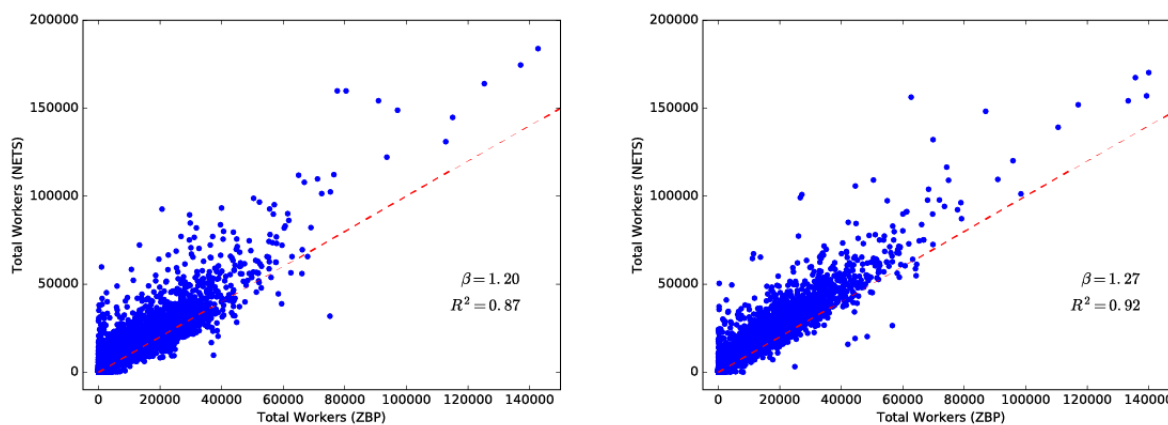 200000
150000
100000
50000
0
Total Workers (NETS)
β = 1.20
R² = 0.87
0 20000 40000 60000 80000 100000 120000 140000
Total Workers (ZBP)
200000
150000
100000
50000
0
Total Workers (NETS)
β = 1.27
R² = 0.92
0 20000 40000 60000 80000 100000 120000 140000
Total Workers (ZBP)